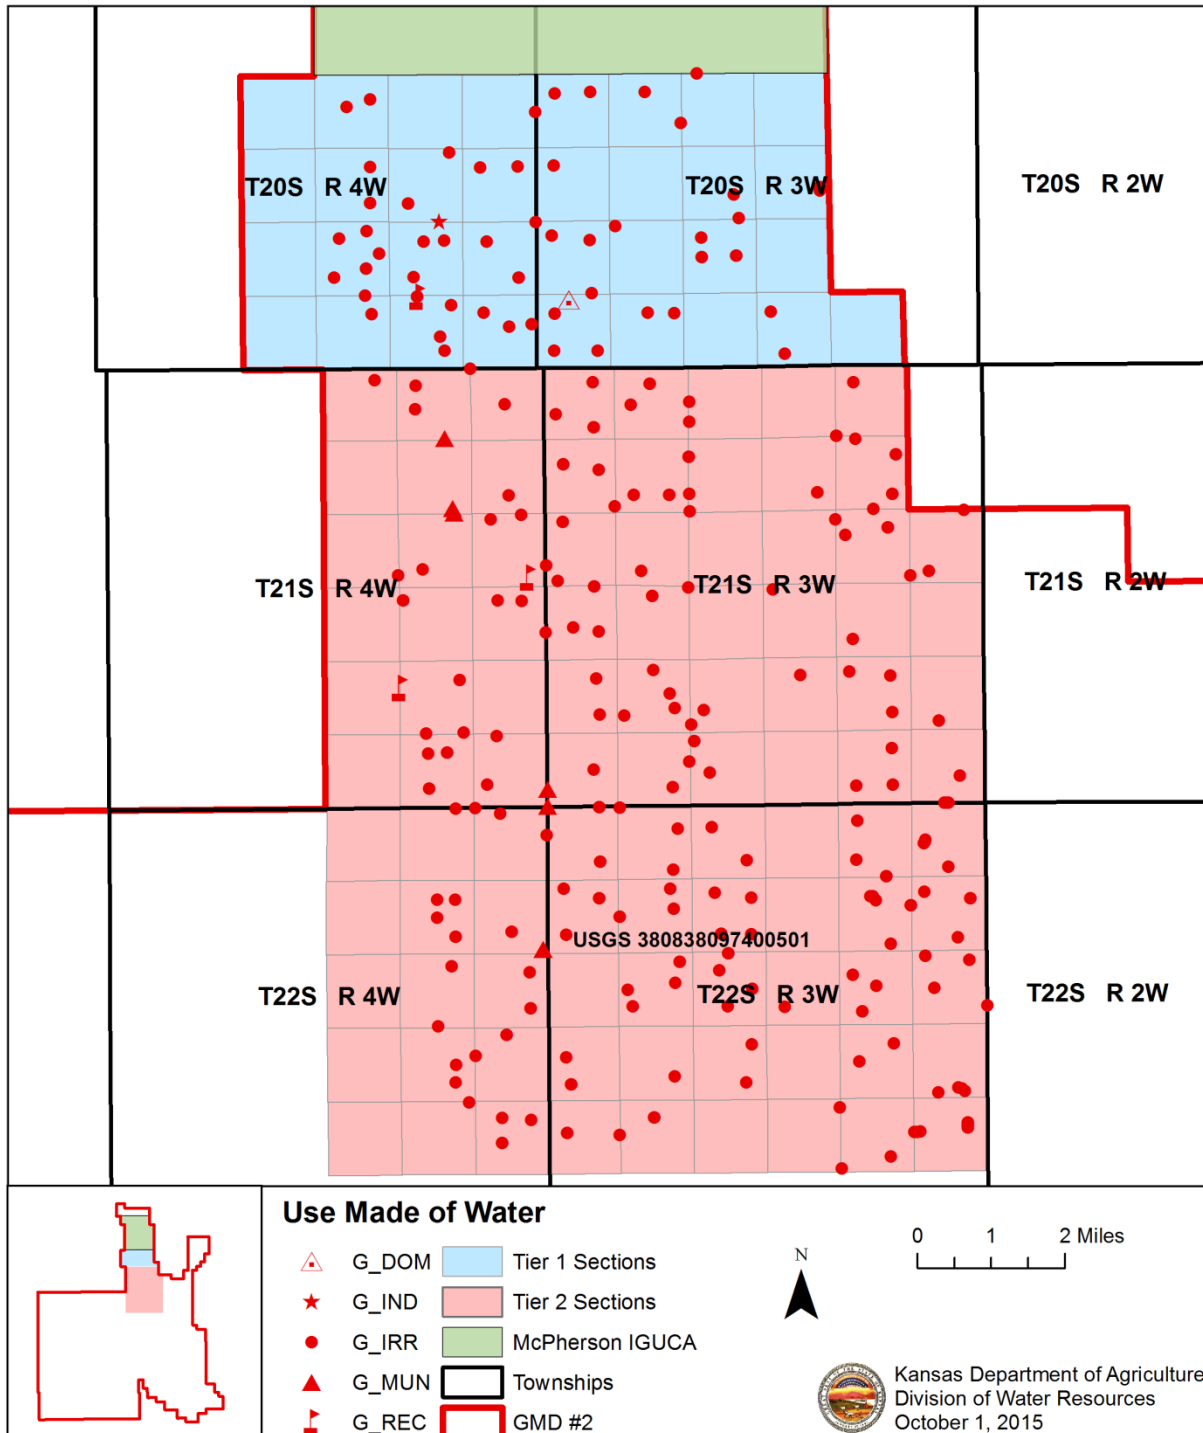 T20S R 4W
T20S R 3W
T20S R 2W
T21S R 4W
T21S R 3W
T21S R 2W
USGS 380838097400501
T22S R 4W
T22S R 3W
T22S R 2W
Use Made of Water
G_DOM
G_IND
G_IRR
G_MUN
G_REC
Tier 1 Sections
Tier 2 Sections
McPherson IGUCA
Townships
GMD #2
N
0 1 2 Miles
Kansas Department of Agriculture
Division of Water Resources
October 1, 2015